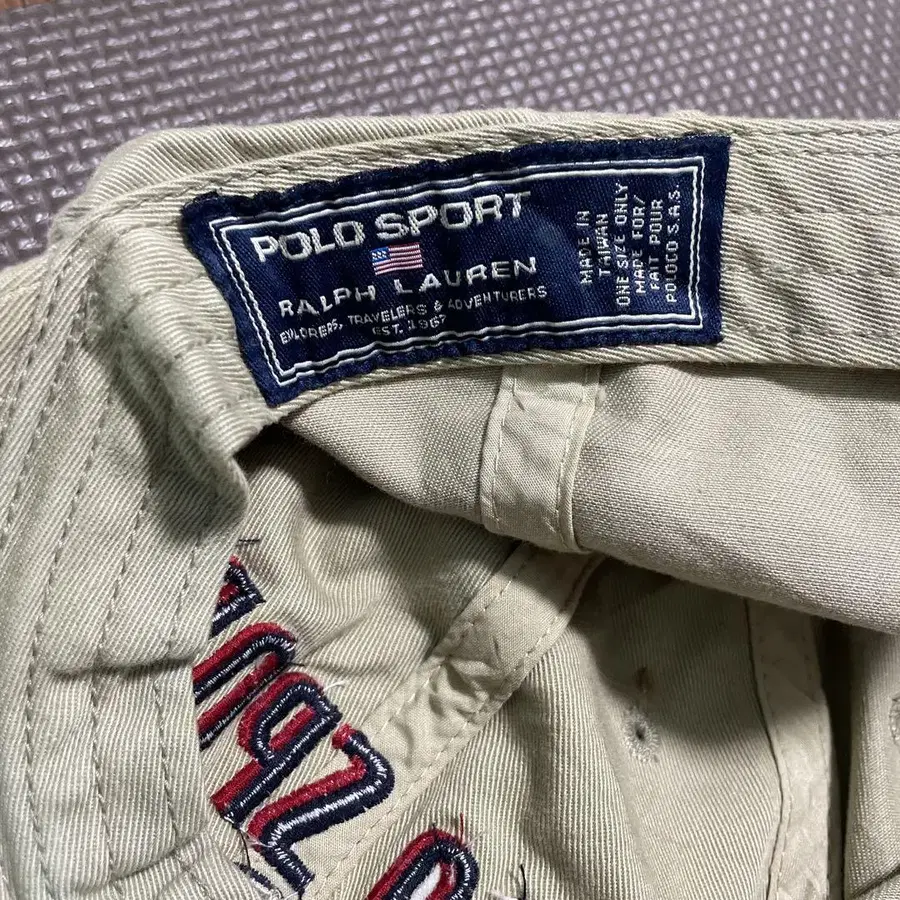 POLO SPORT
RALPH LAUREN
EXPLORERS, TRAVELERS & ADVENTURERS
EST. 1967
MADE IN
TAIWAN
ONE SIZE ONLY
MADE FOR/
FAIT POUR
POLOCO S.A.S.